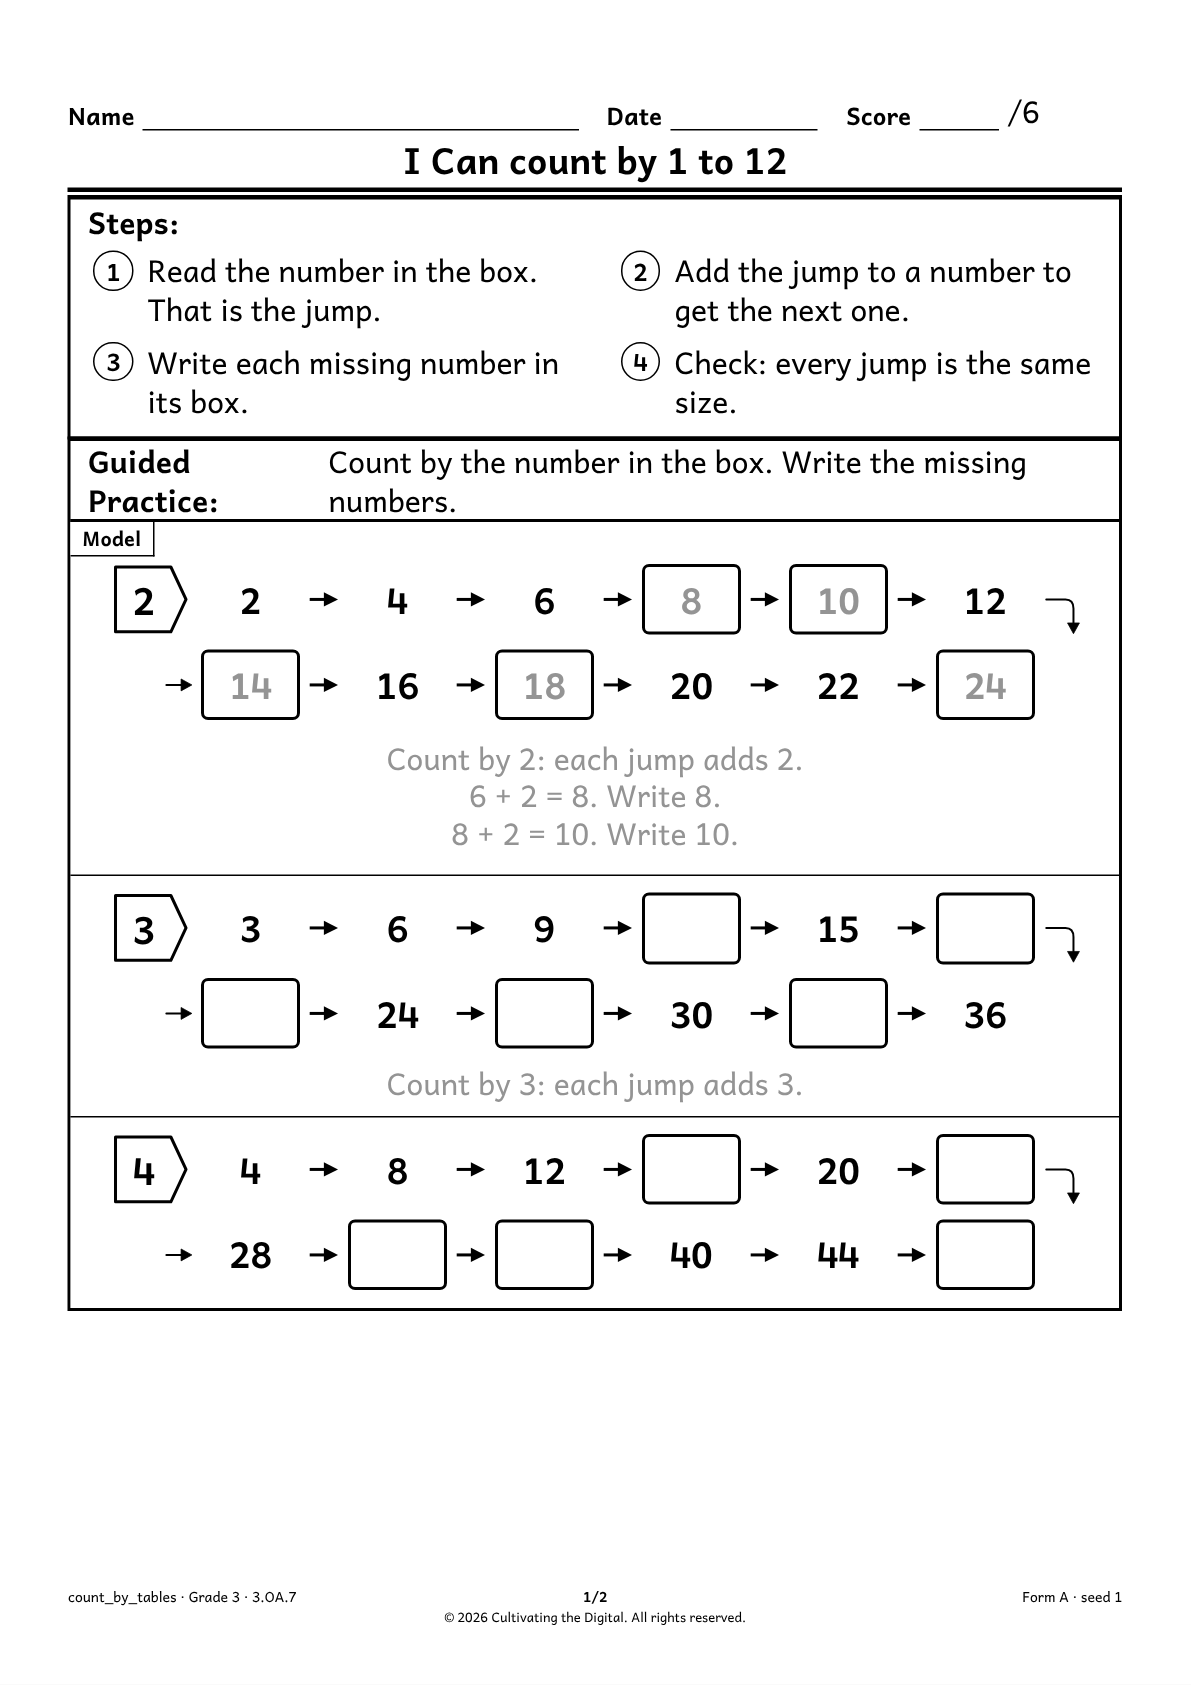 Name Date Score /6
I Can count by 1 to 12
Steps:
1 Read the number in the box.
That is the jump.
2 Add the jump to a number to
get the next one.
3 Write each missing number in
its box.
4 Check: every jump is the same
size.
Guided
Practice:
Count by the number in the box. Write the missing
numbers.
Model
2 2 → 4 → 6 → 8 → 10 → 12
→ 14 → 16 → 18 → 20 → 22 → 24
Count by 2: each jump adds 2.
6 + 2 = 8. Write 8.
8 + 2 = 10. Write 10.
3 3 → 6 → 9 → → 15 →
→ → 24 → → 30 → → 36
Count by 3: each jump adds 3.
4 4 → 8 → 12 → → 20 →
→ 28 → → → 40 → 44 →
count_by_tables · Grade 3 · 3.OA.7 1/2 Form A · seed 1
© 2026 Cultivating the Digital. All rights reserved.